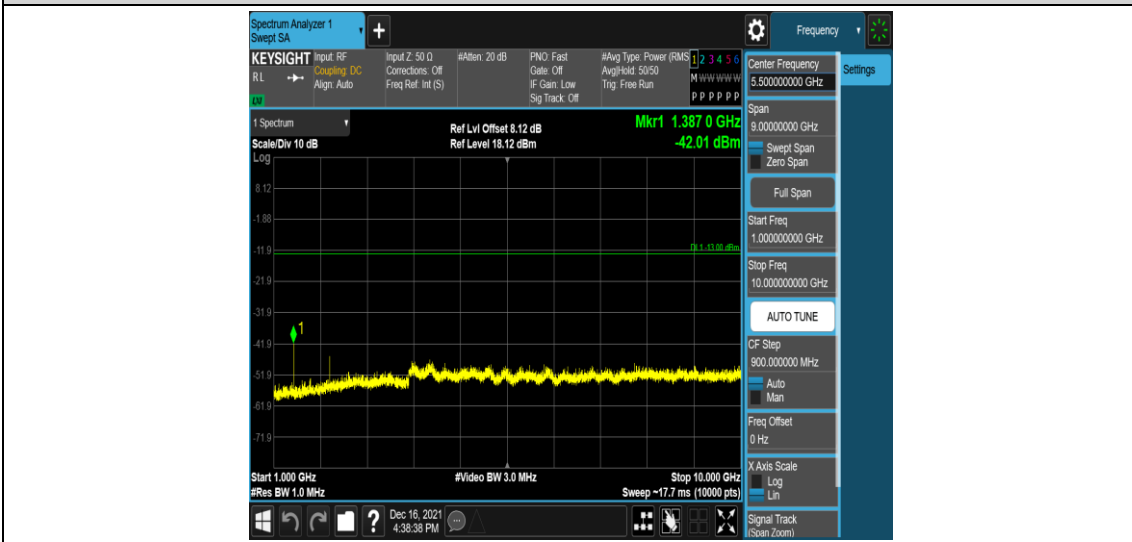 Spectrum Analyzer 1
Swept SA
+
Frequency
KEYSIGHT
RL
LXI
Input: RF
Coupling: DC
Align: Auto
Input Z: 50 Ω
Corrections: Off
Freq Ref: Int (S)
#Atten: 20 dB
PNO: Fast
Gate: Off
IF Gain: Low
Sig Track: Off
#Avg Type: Power (RMS
Avg|Hold: 50/50
Trig: Free Run
1 2 3 4 5 6
M W W W W W
P P P P P P
1 Spectrum
Scale/Div 10 dB
Log
Ref Lvl Offset 8.12 dB
Ref Level 18.12 dBm
Mkr1 1.387 0 GHz
-42.01 dBm
8.12
-1.88
-11.9
DL1 -13.00 dBm
-21.9
-31.9
1
-41.9
-51.9
-61.9
-71.9
Start 1.000 GHz
#Video BW 3.0 MHz
Stop 10.000 GHz
#Res BW 1.0 MHz
Sweep ~17.7 ms (10000 pts)
Center Frequency
5.500000000 GHz
Settings
Span
9.00000000 GHz
Swept Span
Zero Span
Full Span
Start Freq
1.000000000 GHz
Stop Freq
10.000000000 GHz
AUTO TUNE
CF Step
900.000000 MHz
Auto
Man
Freq Offset
0 Hz
X Axis Scale
Log
Lin
Signal Track
(Span Zoom)
?
Dec 16, 2021
4:38:38 PM